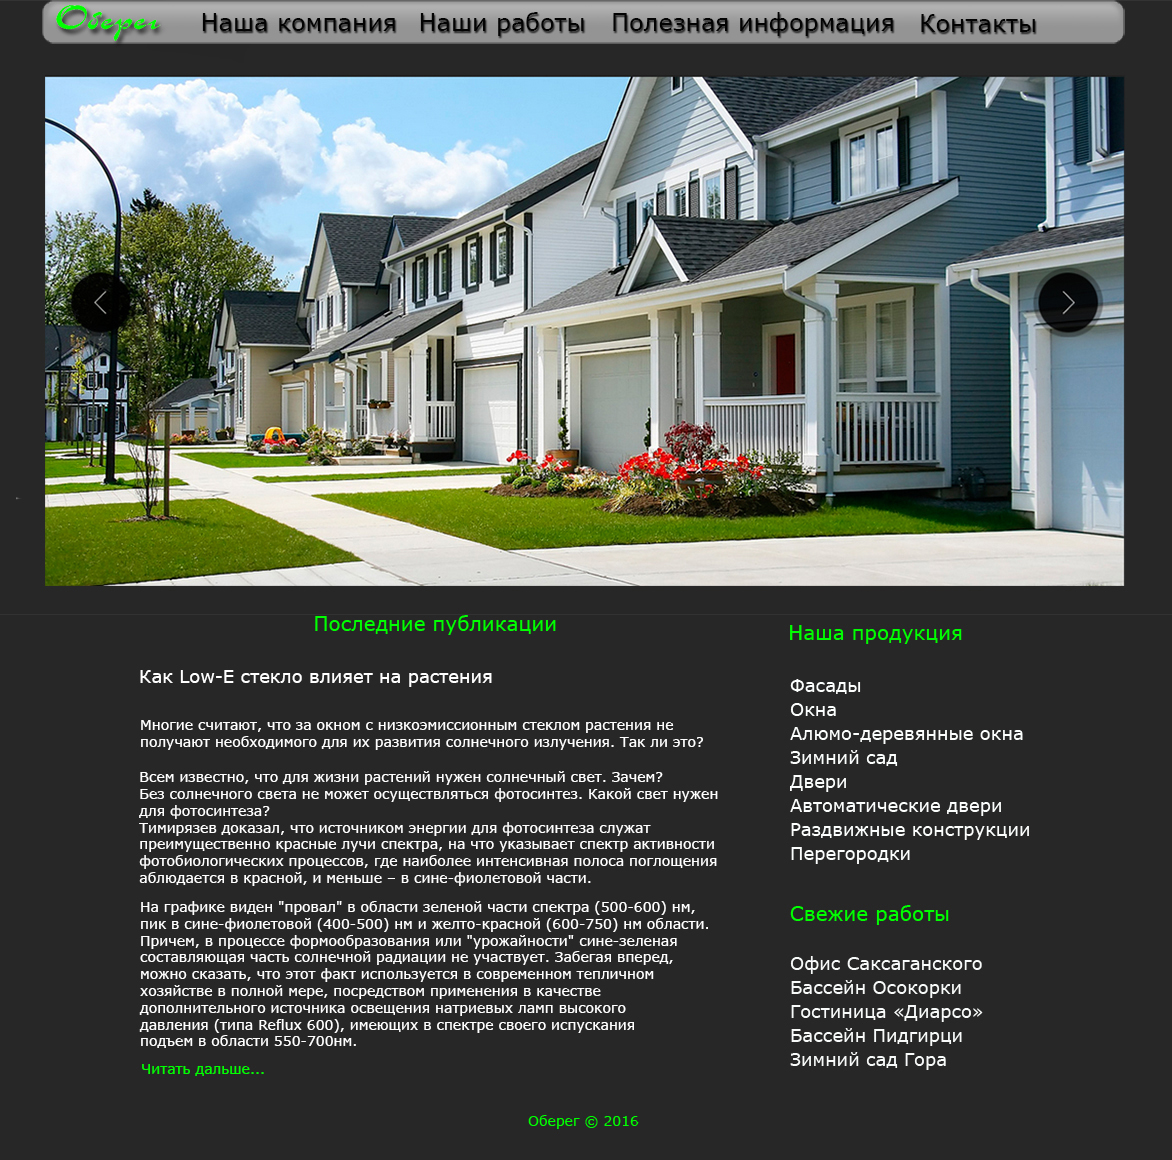 Оберег
Наша компания
Наши работы
Полезная информация
Контакты
Последние публикации
Как Low-E стекло влияет на растения
Многие считают, что за окном с низкоэмиссионным стеклом растения не
получают необходимого для их развития солнечного излучения. Так ли это?
Всем известно, что для жизни растений нужен солнечный свет. Зачем?
Без солнечного света не может осуществляться фотосинтез. Какой свет нужен
для фотосинтеза?
Тимирязев доказал, что источником энергии для фотосинтеза служат
преимущественно красные лучи спектра, на что указывает спектр активности
фотобиологических процессов, где наиболее интенсивная полоса поглощения
аблюдается в красной, и меньше – в сине-фиолетовой части.
На графике виден "провал" в области зеленой части спектра (500-600) нм,
пик в сине-фиолетовой (400-500) нм и желто-красной (600-750) нм области.
Причем, в процессе формообразования или "урожайности" сине-зеленая
составляющая часть солнечной радиации не участвует. Забегая вперед,
можно сказать, что этот факт используется в современном тепличном
хозяйстве в полной мере, посредством применения в качестве
дополнительного источника освещения натриевых ламп высокого
давления (типа Reflux 600), имеющих в спектре своего испускания
подъем в области 550-700нм.
Читать дальше...
Наша продукция
Фасады
Окна
Алюмо-деревянные окна
Зимний сад
Двери
Автоматические двери
Раздвижные конструкции
Перегородки
Свежие работы
Офис Саксаганского
Бассейн Осокорки
Гостиница «Диарсо»
Бассейн Пидгирци
Зимний сад Гора
Оберег © 2016